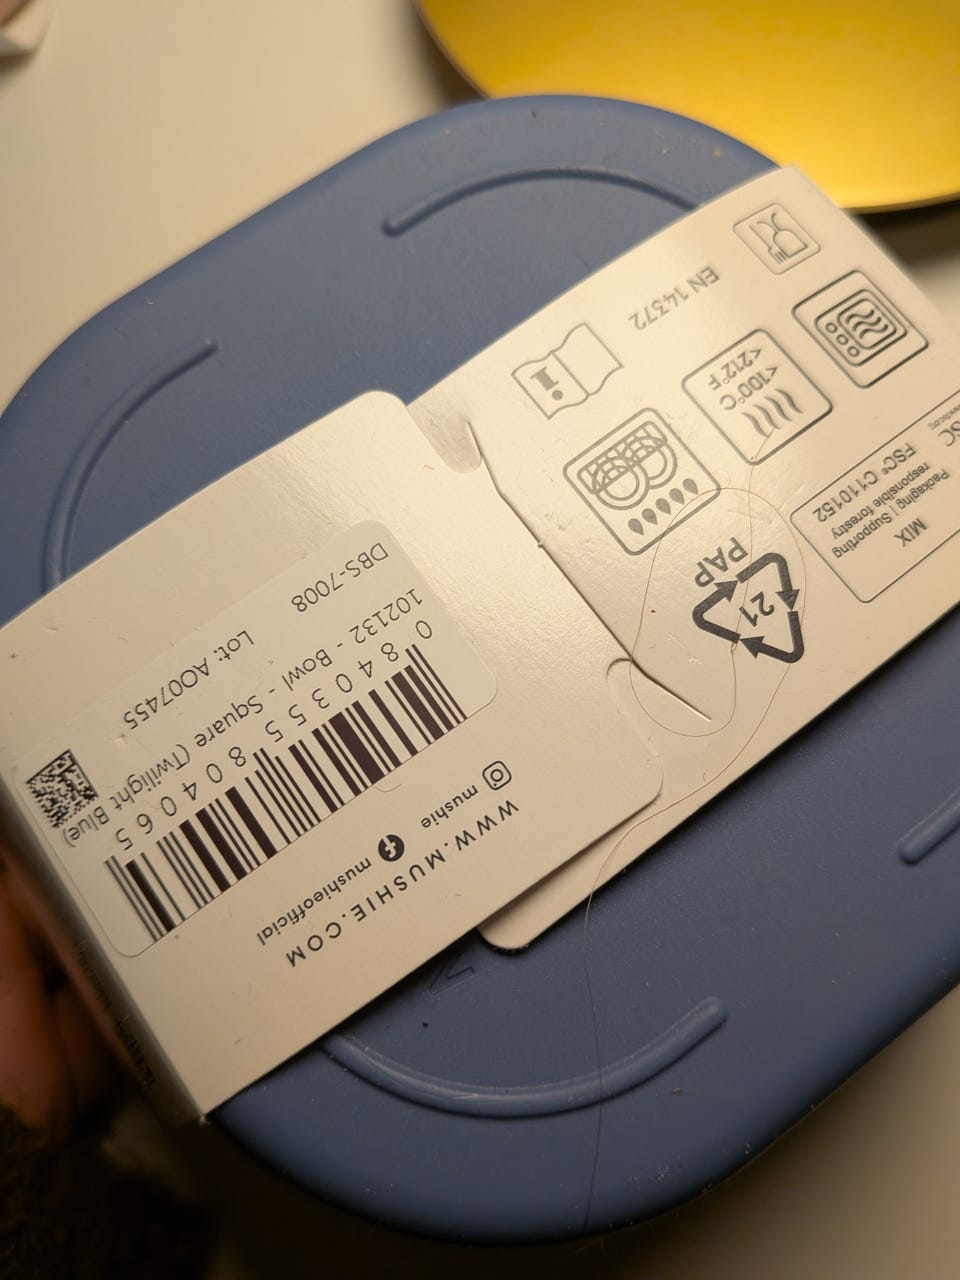 WWW.MUSHIE.COM
mushie
mushieofficial
0 840355 804065
102132 - Bowl - Square (Twilight Blue)
DBS-7008
Lot: AO07455
21
PAP
MIX
Packaging | Supporting
responsible forestry
FSC® C110152
<100°C
<212°F
EN 14372